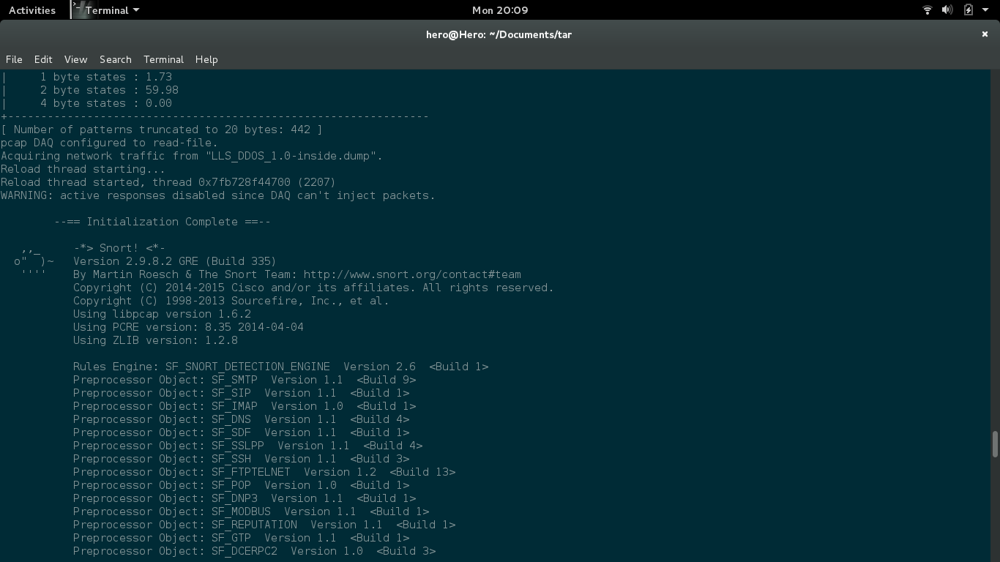 Activities Terminal Mon 20:09
hero@Hero: ~/Documents/tar ×
File Edit View Search Terminal Help
|     1 byte states : 1.73
|     2 byte states : 59.98
|     4 byte states : 0.00
+----------------------------------------------------------------
[ Number of patterns truncated to 20 bytes: 442 ]
pcap DAQ configured to read-file.
Acquiring network traffic from "LLS_DDOS_1.0-inside.dump".
Reload thread starting...
Reload thread started, thread 0x7fb728f44700 (2207)
WARNING: active responses disabled since DAQ can't inject packets.
        --== Initialization Complete ==--
   ,,_     -*> Snort! <*-
  o"  )~   Version 2.9.8.2 GRE (Build 335)
   ''''    By Martin Roesch & The Snort Team: http://www.snort.org/contact#team
           Copyright (C) 2014-2015 Cisco and/or its affiliates. All rights reserved.
           Copyright (C) 1998-2013 Sourcefire, Inc., et al.
           Using libpcap version 1.6.2
           Using PCRE version: 8.35 2014-04-04
           Using ZLIB version: 1.2.8
           Rules Engine: SF_SNORT_DETECTION_ENGINE  Version 2.6  <Build 1>
           Preprocessor Object: SF_SMTP  Version 1.1  <Build 9>
           Preprocessor Object: SF_SIP  Version 1.1  <Build 1>
           Preprocessor Object: SF_IMAP  Version 1.0  <Build 1>
           Preprocessor Object: SF_DNS  Version 1.1  <Build 4>
           Preprocessor Object: SF_SDF  Version 1.1  <Build 1>
           Preprocessor Object: SF_SSLPP  Version 1.1  <Build 4>
           Preprocessor Object: SF_SSH  Version 1.1  <Build 3>
           Preprocessor Object: SF_FTPTELNET  Version 1.2  <Build 13>
           Preprocessor Object: SF_POP  Version 1.0  <Build 1>
           Preprocessor Object: SF_DNP3  Version 1.1  <Build 1>
           Preprocessor Object: SF_MODBUS  Version 1.1  <Build 1>
           Preprocessor Object: SF_REPUTATION  Version 1.1  <Build 1>
           Preprocessor Object: SF_GTP  Version 1.1  <Build 1>
           Preprocessor Object: SF_DCERPC2  Version 1.0  <Build 3>